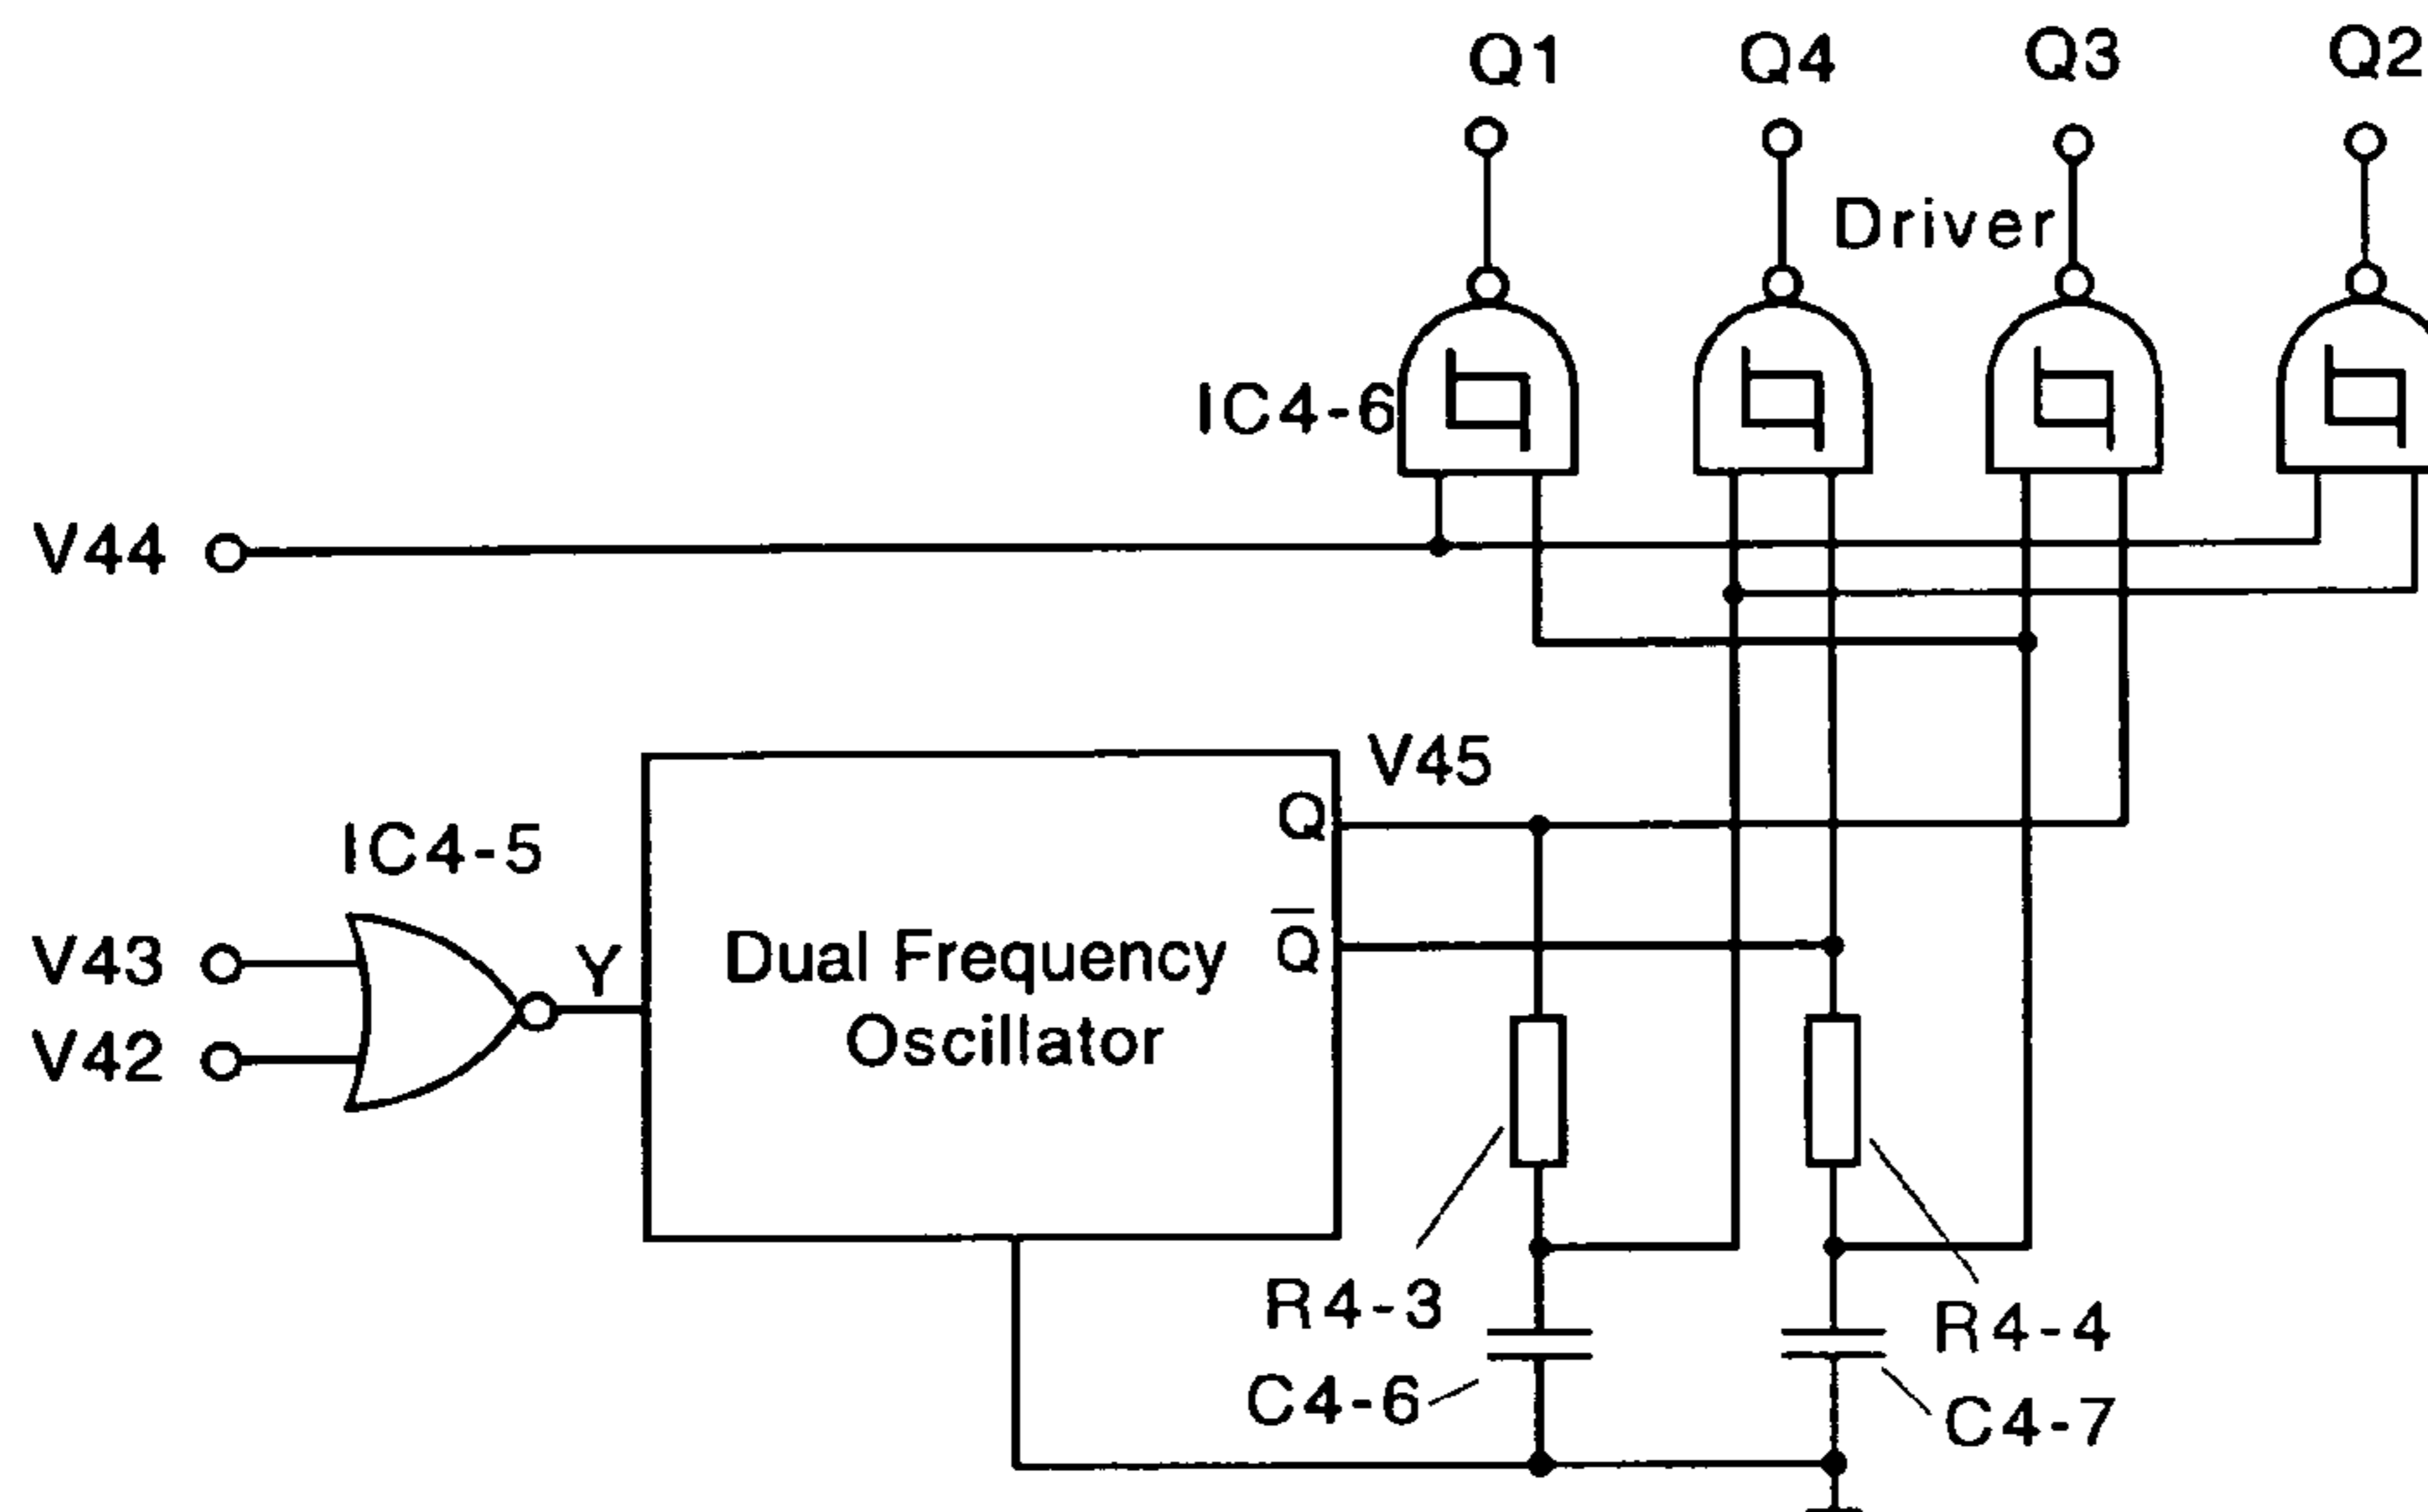 Q1 Q4 Q3 Q2
Driver
IC4-6
V44
V45
Q
IC4-5
V43
Y
Dual Frequency
Oscillator
Q̅
V42
R4-3
R4-4
C4-6
C4-7